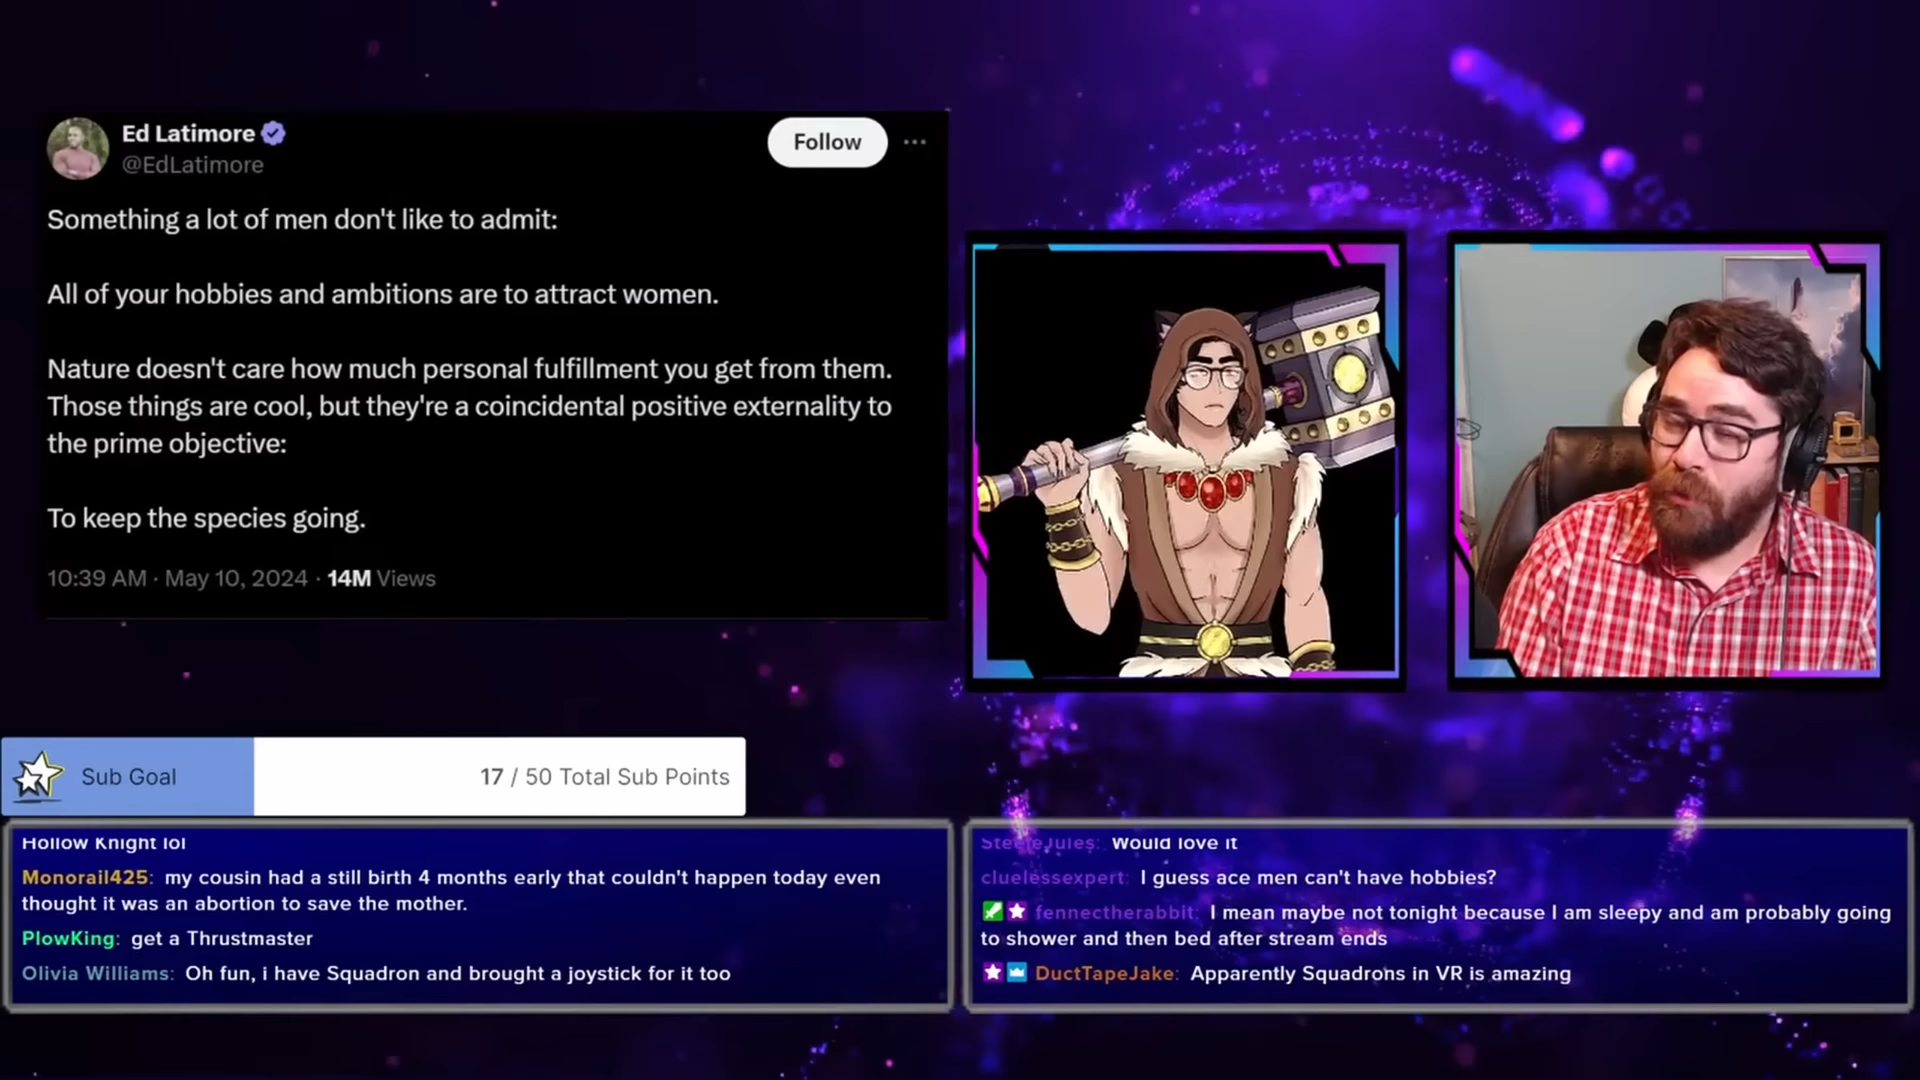 Ed Latimore
@EdLatimore
Follow
Something a lot of men don't like to admit:
All of your hobbies and ambitions are to attract women.
Nature doesn't care how much personal fulfillment you get from them.
Those things are cool, but they're a coincidental positive externality to
the prime objective:
To keep the species going.
10:39 AM · May 10, 2024 · 14M Views
Sub Goal
17 / 50 Total Sub Points
Hollow Knight lol
Monorail425: my cousin had a still birth 4 months early that couldn't happen today even
thought it was an abortion to save the mother.
PlowKing: get a Thrustmaster
Olivia Williams: Oh fun, i have Squadron and brought a joystick for it too
SteeleJules: Would love it
cluelessexpert: I guess ace men can't have hobbies?
fennectherabbit: I mean maybe not tonight because I am sleepy and am probably going
to shower and then bed after stream ends
DuctTapeJake: Apparently Squadrons in VR is amazing